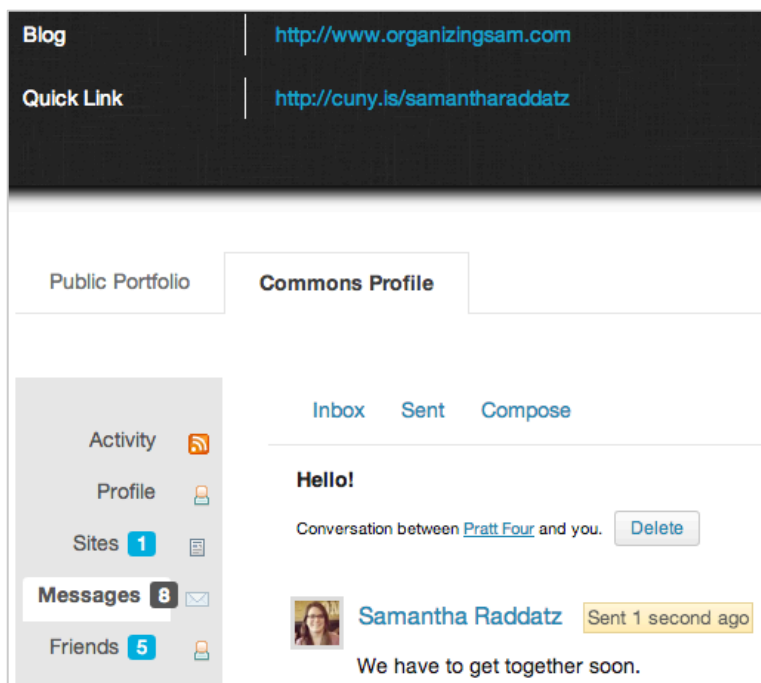 Blog http://www.organizingsam.com
Quick Link http://cuny.is/samantharaddatz
Public Portfolio Commons Profile
Activity
Profile
Sites 1
Messages 8
Friends 5
Inbox Sent Compose
Hello!
Conversation between Pratt Four and you. Delete
Samantha Raddatz Sent 1 second ago
We have to get together soon.